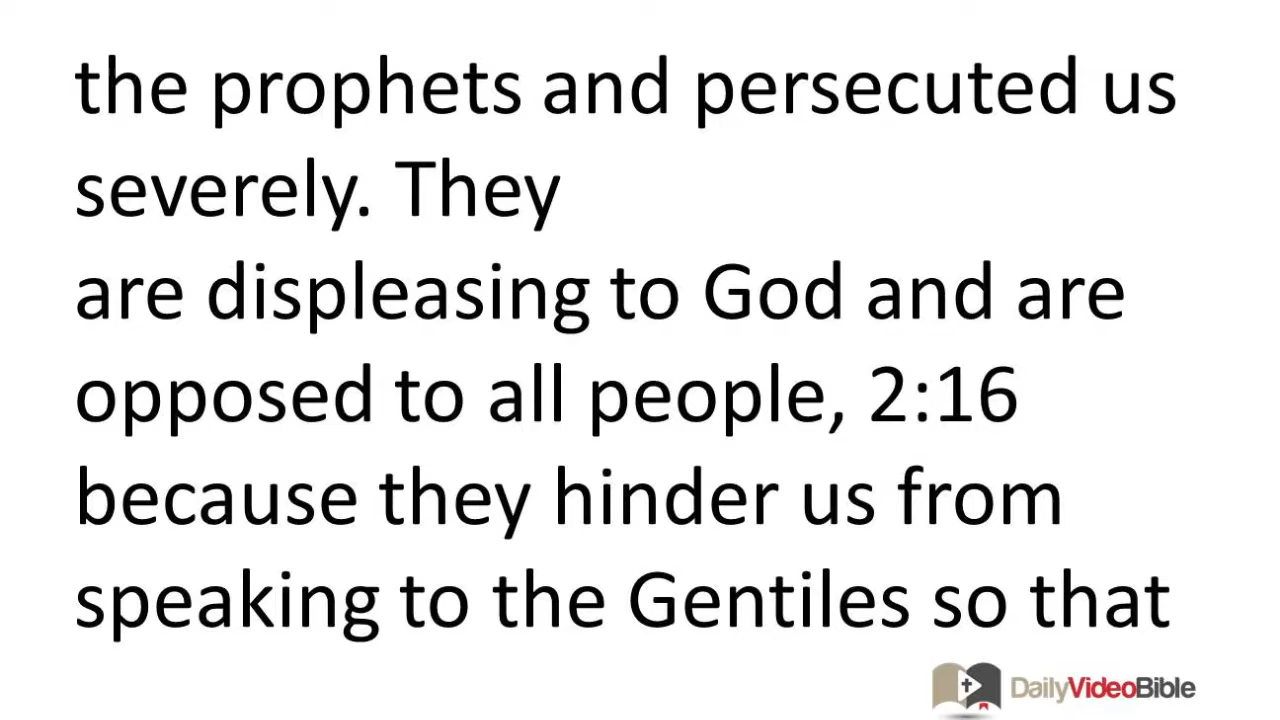 the prophets and persecuted us
severely. They
are displeasing to God and are
opposed to all people, 2:16
because they hinder us from
speaking to the Gentiles so that
DailyVideoBible